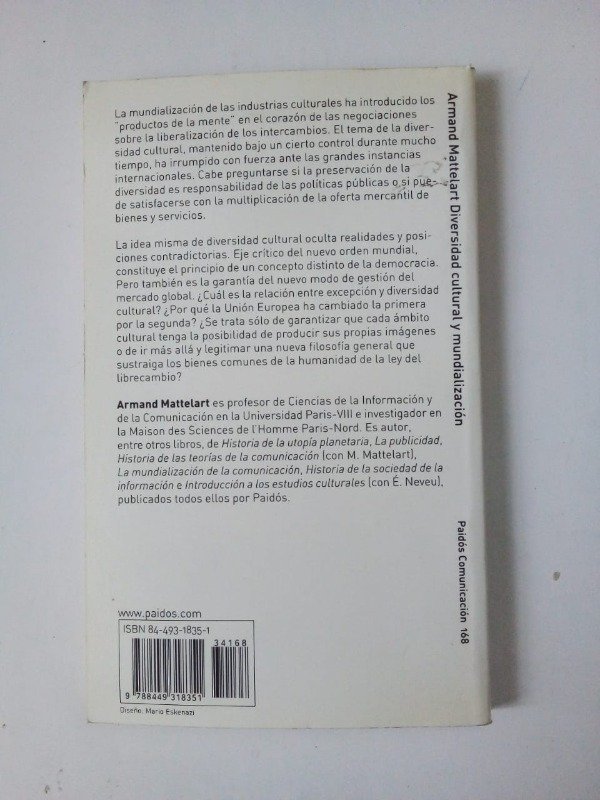 La mundialización de las industrias culturales ha introducido los
"productos de la mente" en el corazón de las negociaciones
sobre la liberalización de los intercambios. El tema de la diver-
sidad cultural, mantenido bajo un cierto control durante mucho
tiempo, ha irrumpido con fuerza ante las grandes instancias
internacionales. Cabe preguntarse si la preservación de la
diversidad es responsabilidad de las políticas públicas o si pue-
de satisfacerse con la multiplicación de la oferta mercantil de
bienes y servicios.
La idea misma de diversidad cultural oculta realidades y posi-
ciones contradictorias. Eje crítico del nuevo orden mundial,
constituye el principio de un concepto distinto de la democracia.
Pero también es la garantía del nuevo modo de gestión del
mercado global. ¿Cuál es la relación entre excepción y diversidad
cultural? ¿Por qué la Unión Europea ha cambiado la primera
por la segunda? ¿Se trata sólo de garantizar que cada ámbito
cultural tenga la posibilidad de producir sus propias imágenes
o de ir más allá y legitimar una nueva filosofía general que
sustraiga los bienes comunes de la humanidad de la ley del
librecambio?
Armand Mattelart es profesor de Ciencias de la Información y
de la Comunicación en la Universidad Paris-VIII e investigador en
la Maison des Sciences de l'Homme Paris-Nord. Es autor,
entre otros libros, de Historia de la utopía planetaria, La publicidad,
Historia de las teorías de la comunicación (con M. Mattelart),
La mundialización de la comunicación, Historia de la sociedad de la
información e Introducción a los estudios culturales (con É. Neveu),
publicados todos ellos por Paidós.
www.paidos.com
ISBN 84-493-1835-1
34168
9 788449 318351
Diseño: Mario Eskenazi
Armand Mattelart Diversidad cultural y mundialización
Paidós Comunicación 168